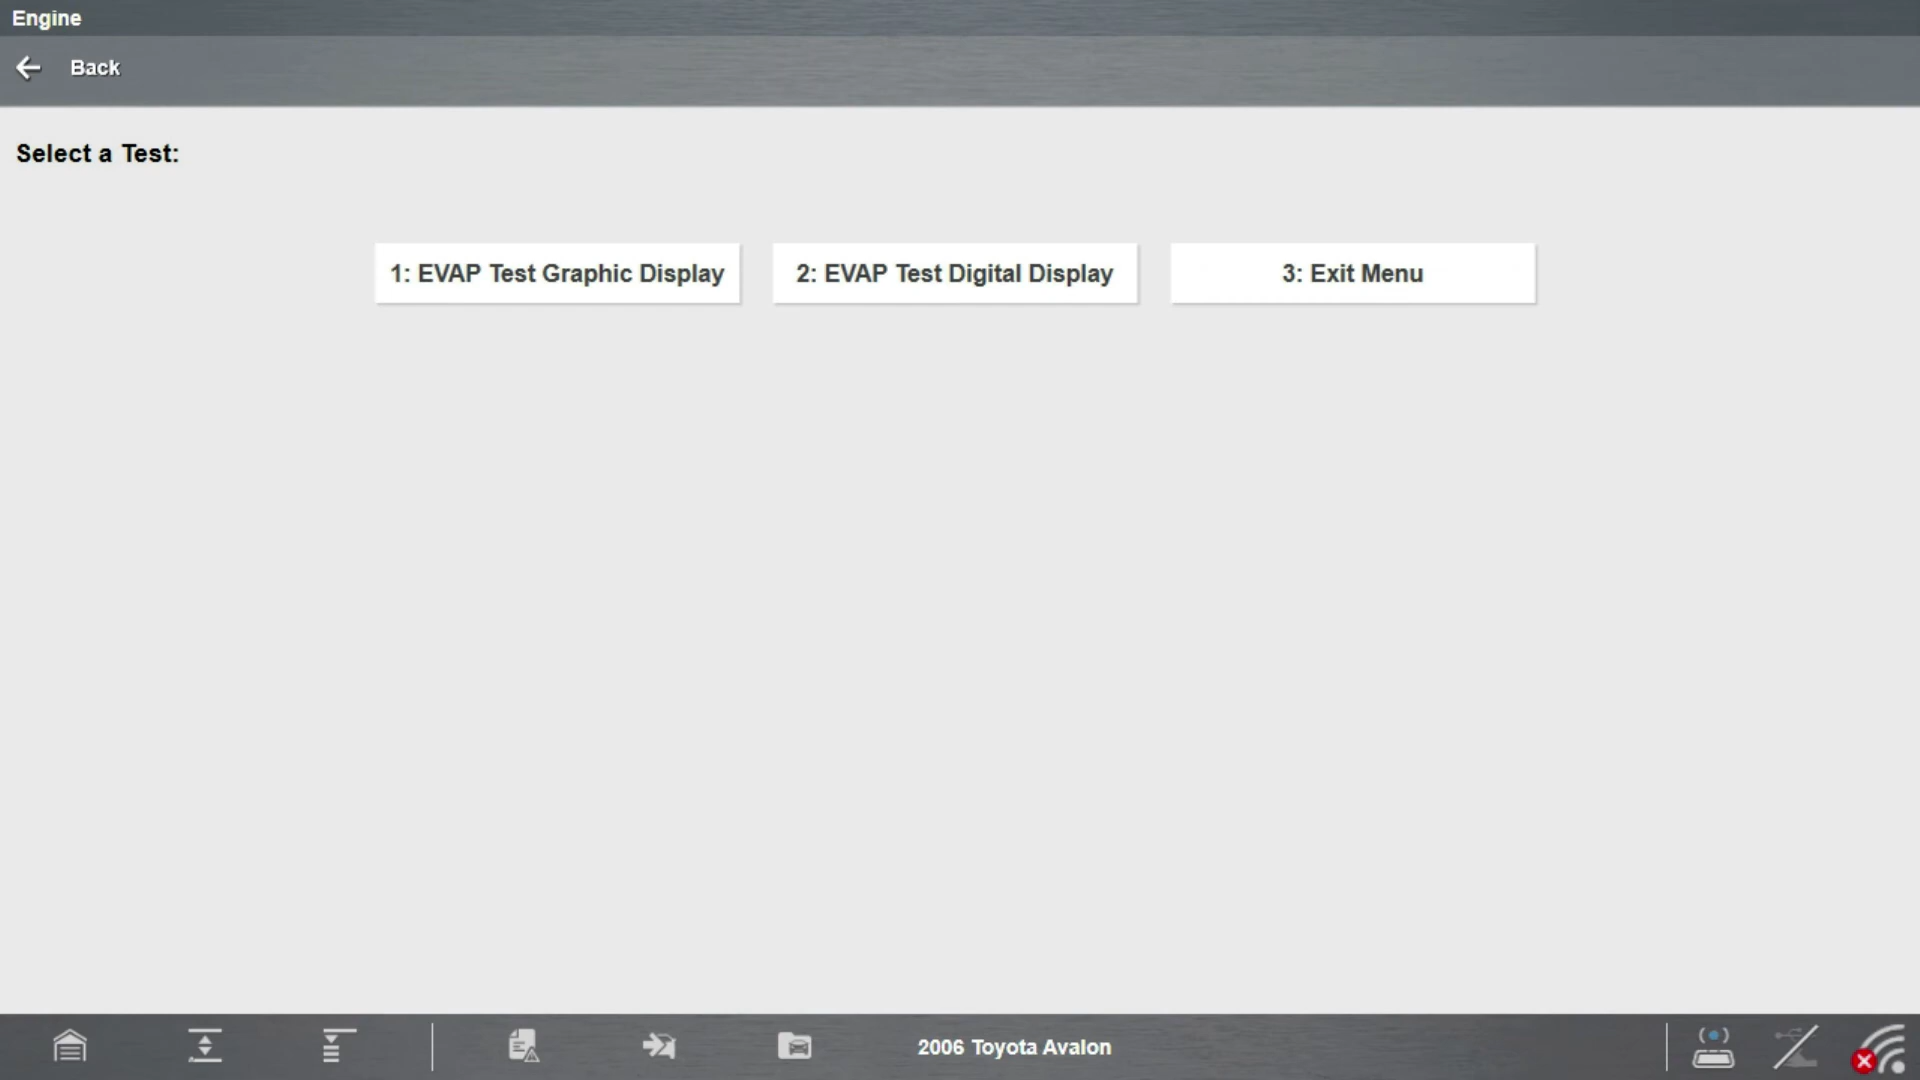 Engine
Back
Select a Test:
1: EVAP Test Graphic Display
2: EVAP Test Digital Display
3: Exit Menu
2006 Toyota Avalon